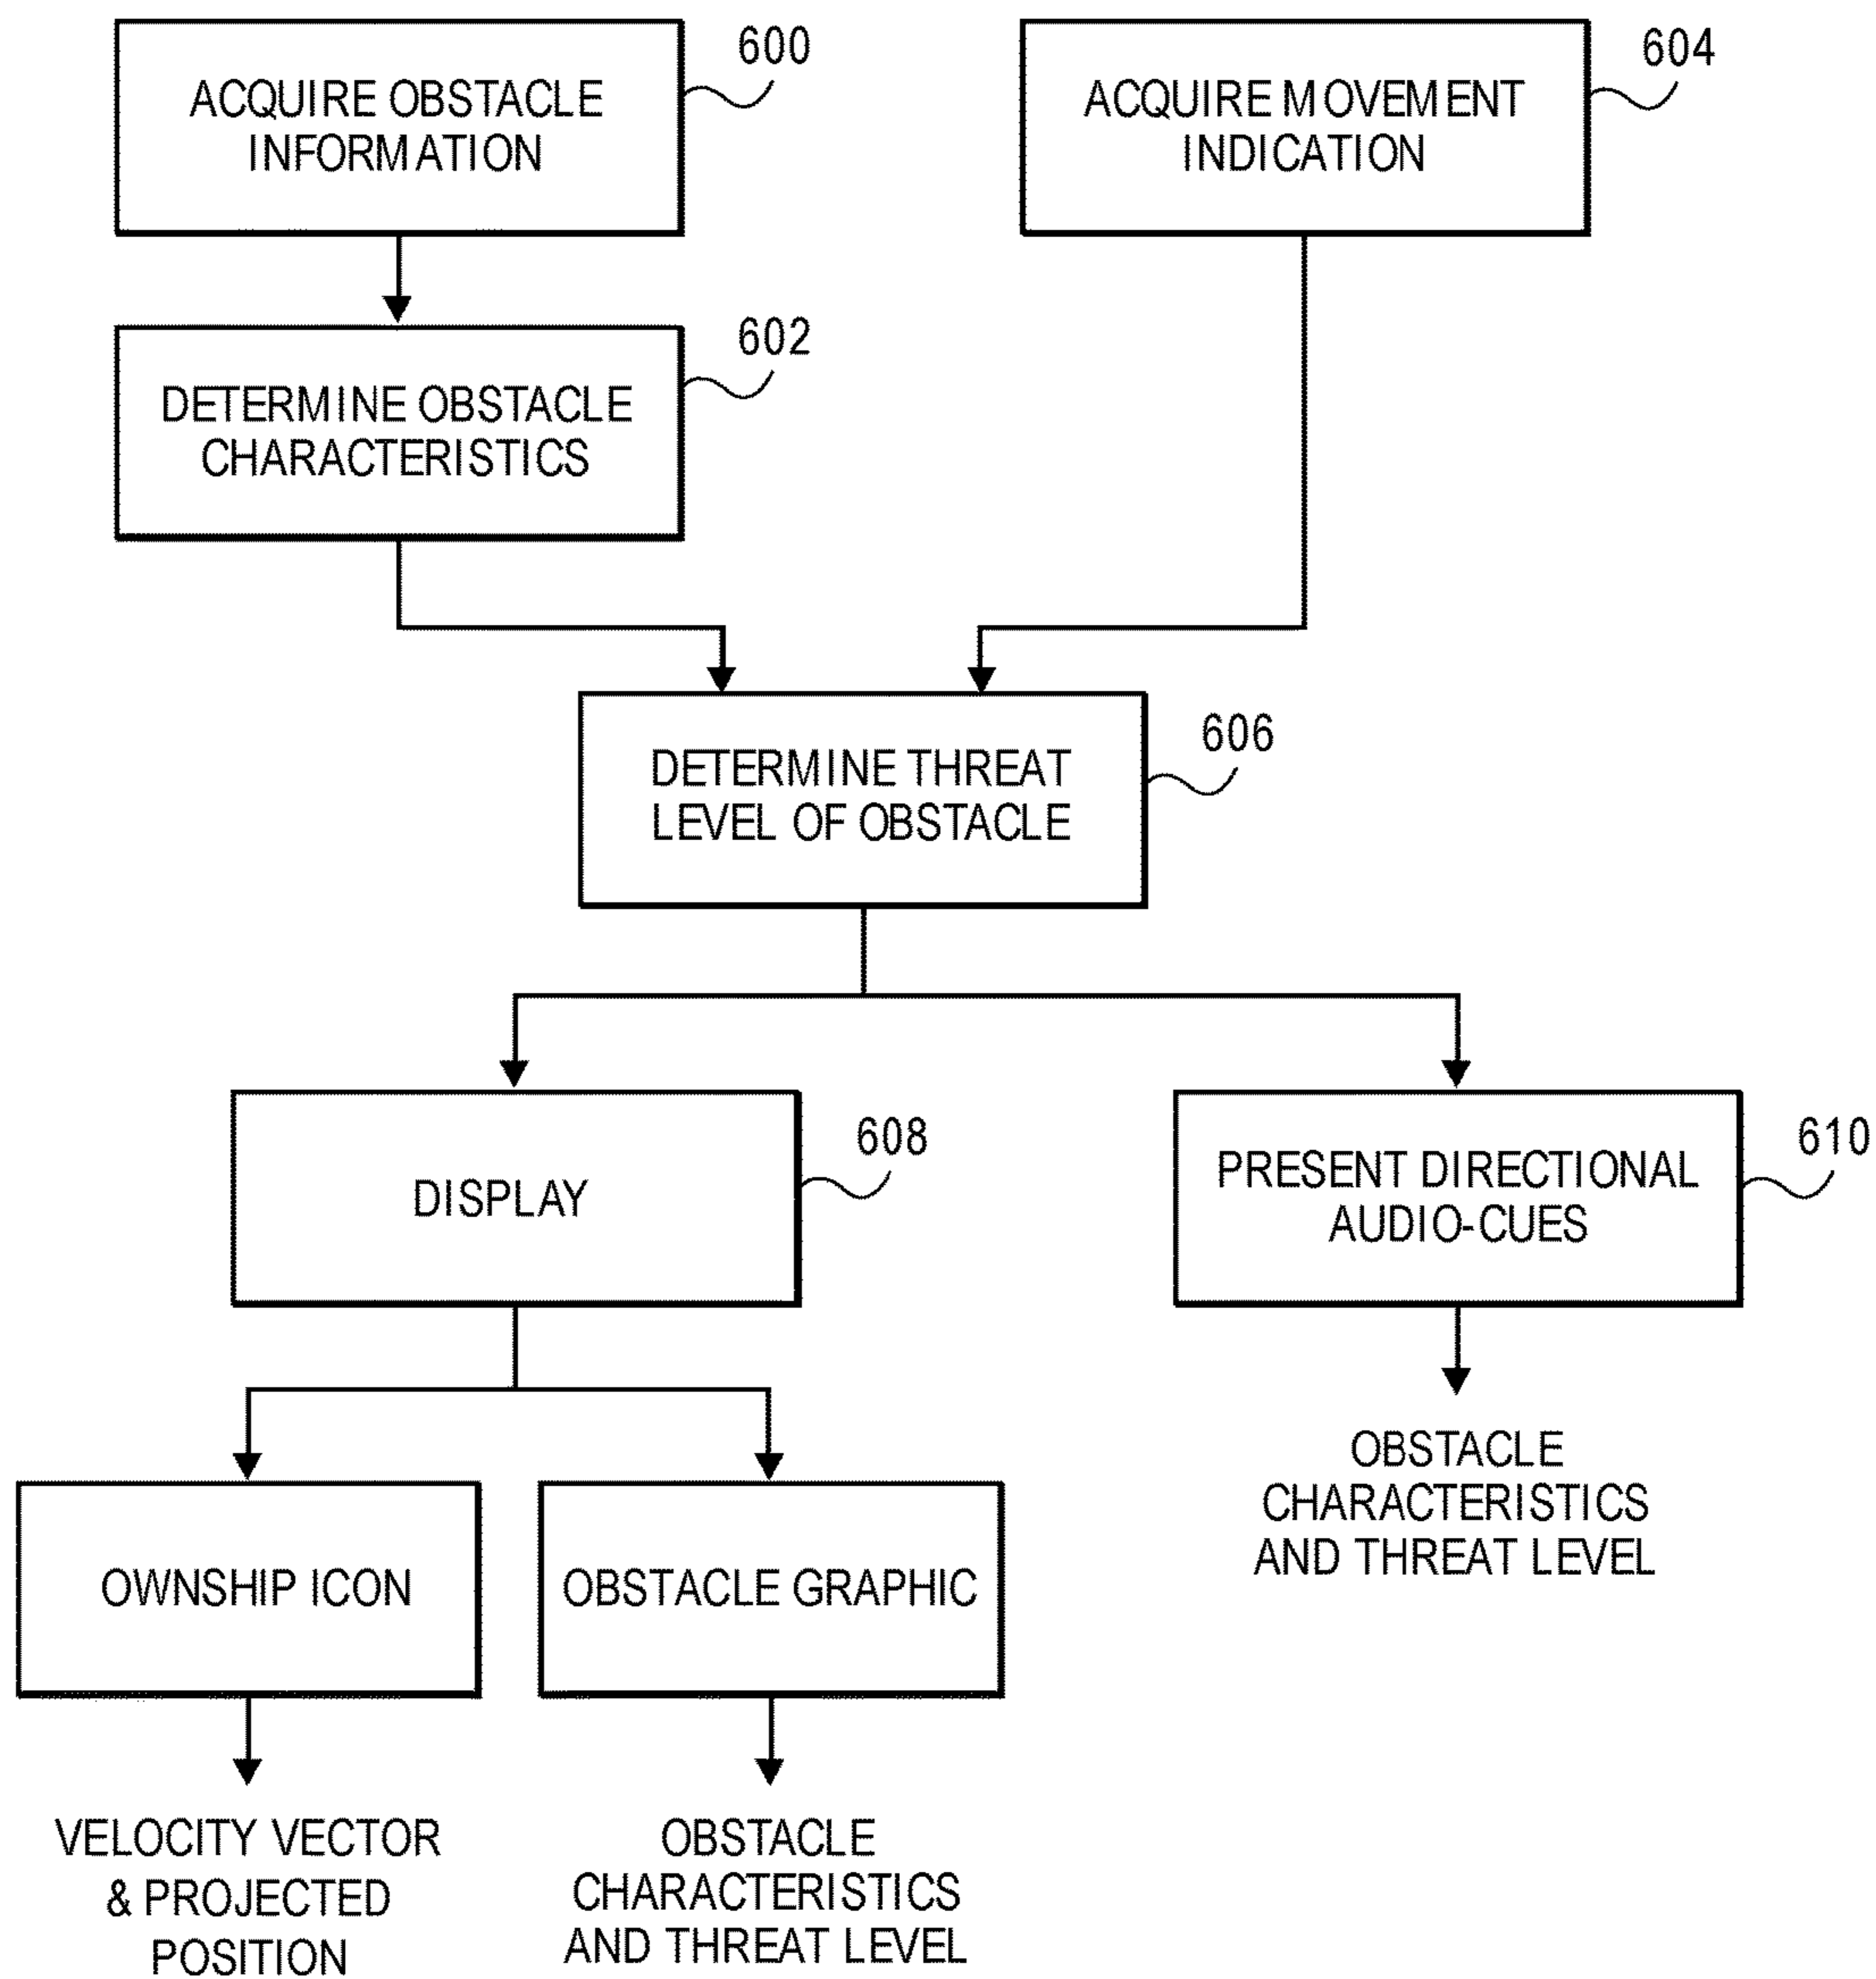 ACQUIRE OBSTACLE
INFORMATION
600
ACQUIRE MOVEMENT
INDICATION
604
DETERMINE OBSTACLE
CHARACTERISTICS
602
DETERMINE THREAT
LEVEL OF OBSTACLE
606
DISPLAY
608
PRESENT DIRECTIONAL
AUDIO-CUES
610
OWNSHIP ICON
OBSTACLE GRAPHIC
OBSTACLE
CHARACTERISTICS
AND THREAT LEVEL
VELOCITY VECTOR
& PROJECTED
POSITION
OBSTACLE
CHARACTERISTICS
AND THREAT LEVEL